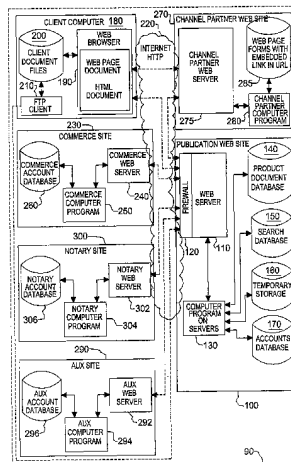 CLIENT COMPUTER 180
200
CLIENT
DOCUMENT
FILES
210
FTP
CLIENT
WEB
BROWSER
WEB PAGE
DOCUMENT
HTML
DOCUMENT
190
220
INTERNET
HTTP
270
CHANNEL PARTNER WEB SITE
CHANNEL
PARTNER
WEB
SERVER
275
WEB PAGE
FORMS WITH
EMBEDDED
LINK IN URL
285
CHANNEL
PARTNER
COMPUTER
PROGRAM
280
230
COMMERCE SITE
COMMERCE
ACCOUNT
DATABASE
260
COMMERCE
WEB
SERVER
240
COMMERCE
COMPUTER
PROGRAM
250
PUBLICATION WEB SITE
FIREWALL
120
WEB
SERVER
110
COMPUTER
PROGRAM
ON
SERVERS
130
140
PRODUCT
DOCUMENT
DATABASE
150
SEARCH
DATABASE
160
TEMPORARY
STORAGE
170
ACCOUNTS
DATABASE
100
300
NOTARY SITE
NOTARY
ACCOUNT
DATABASE
306
NOTARY
WEB
SERVER
302
NOTARY
COMPUTER
PROGRAM
304
290
AUX SITE
AUX
ACCOUNT
DATABASE
296
AUX
WEB
SERVER
292
AUX
COMPUTER
PROGRAM
294
90